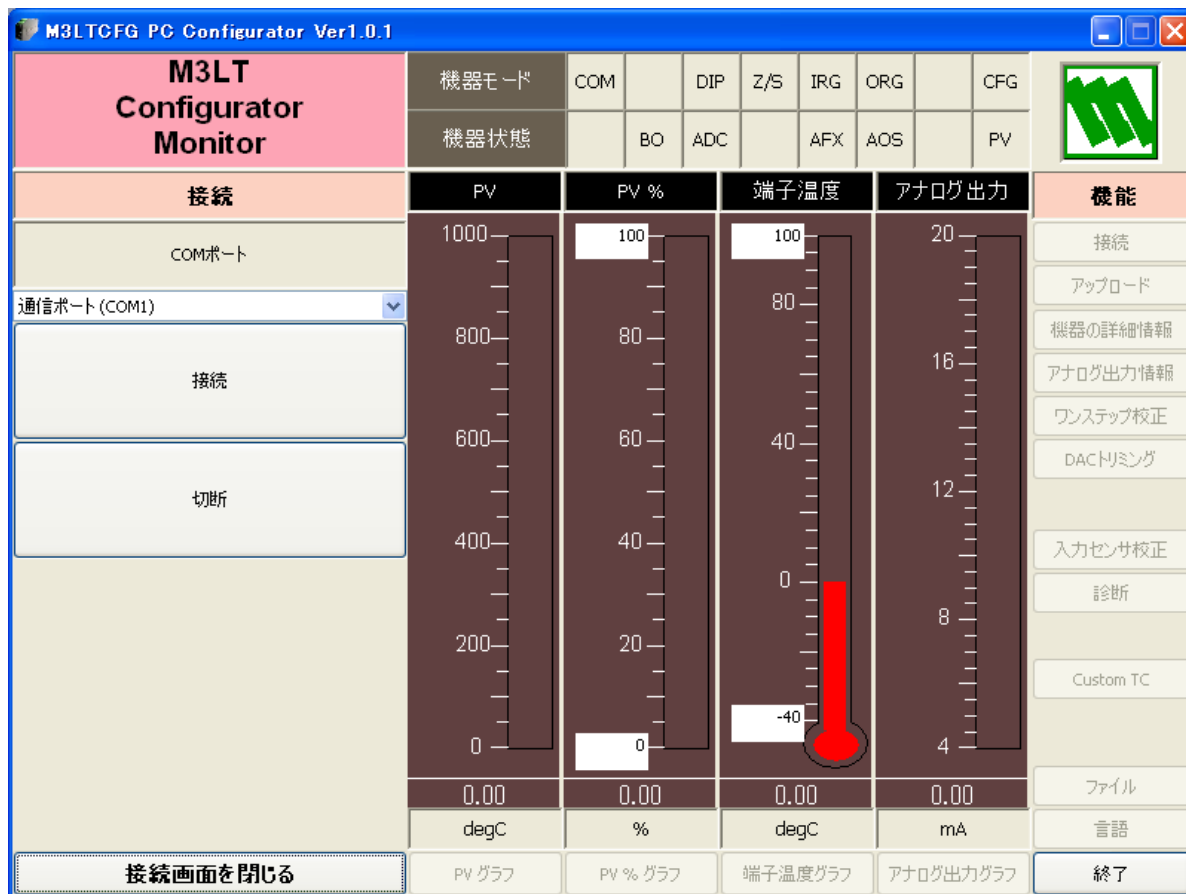 M3LTCFG PC Configurator Ver1.0.1
M3LT
Configurator
Monitor
機器モード
COM
DIP
Z/S
IRG
ORG
CFG
機器状態
BO
ADC
AFX
AOS
PV
接続
COMポート
通信ポート(COM1)
接続
切断
接続画面を閉じる
PV
1000
800
600
400
200
0
0.00
degC
PV グラフ
PV %
100
80
60
40
20
0
0.00
%
PV % グラフ
端子温度
100
80
40
0
-40
0.00
degC
端子温度グラフ
アナログ出力
20
16
12
8
4
0.00
mA
アナログ出力グラフ
機能
接続
アップロード
機器の詳細情報
アナログ出力情報
ワンステップ校正
DACトリミング
入力センサ校正
診断
Custom TC
ファイル
言語
終了